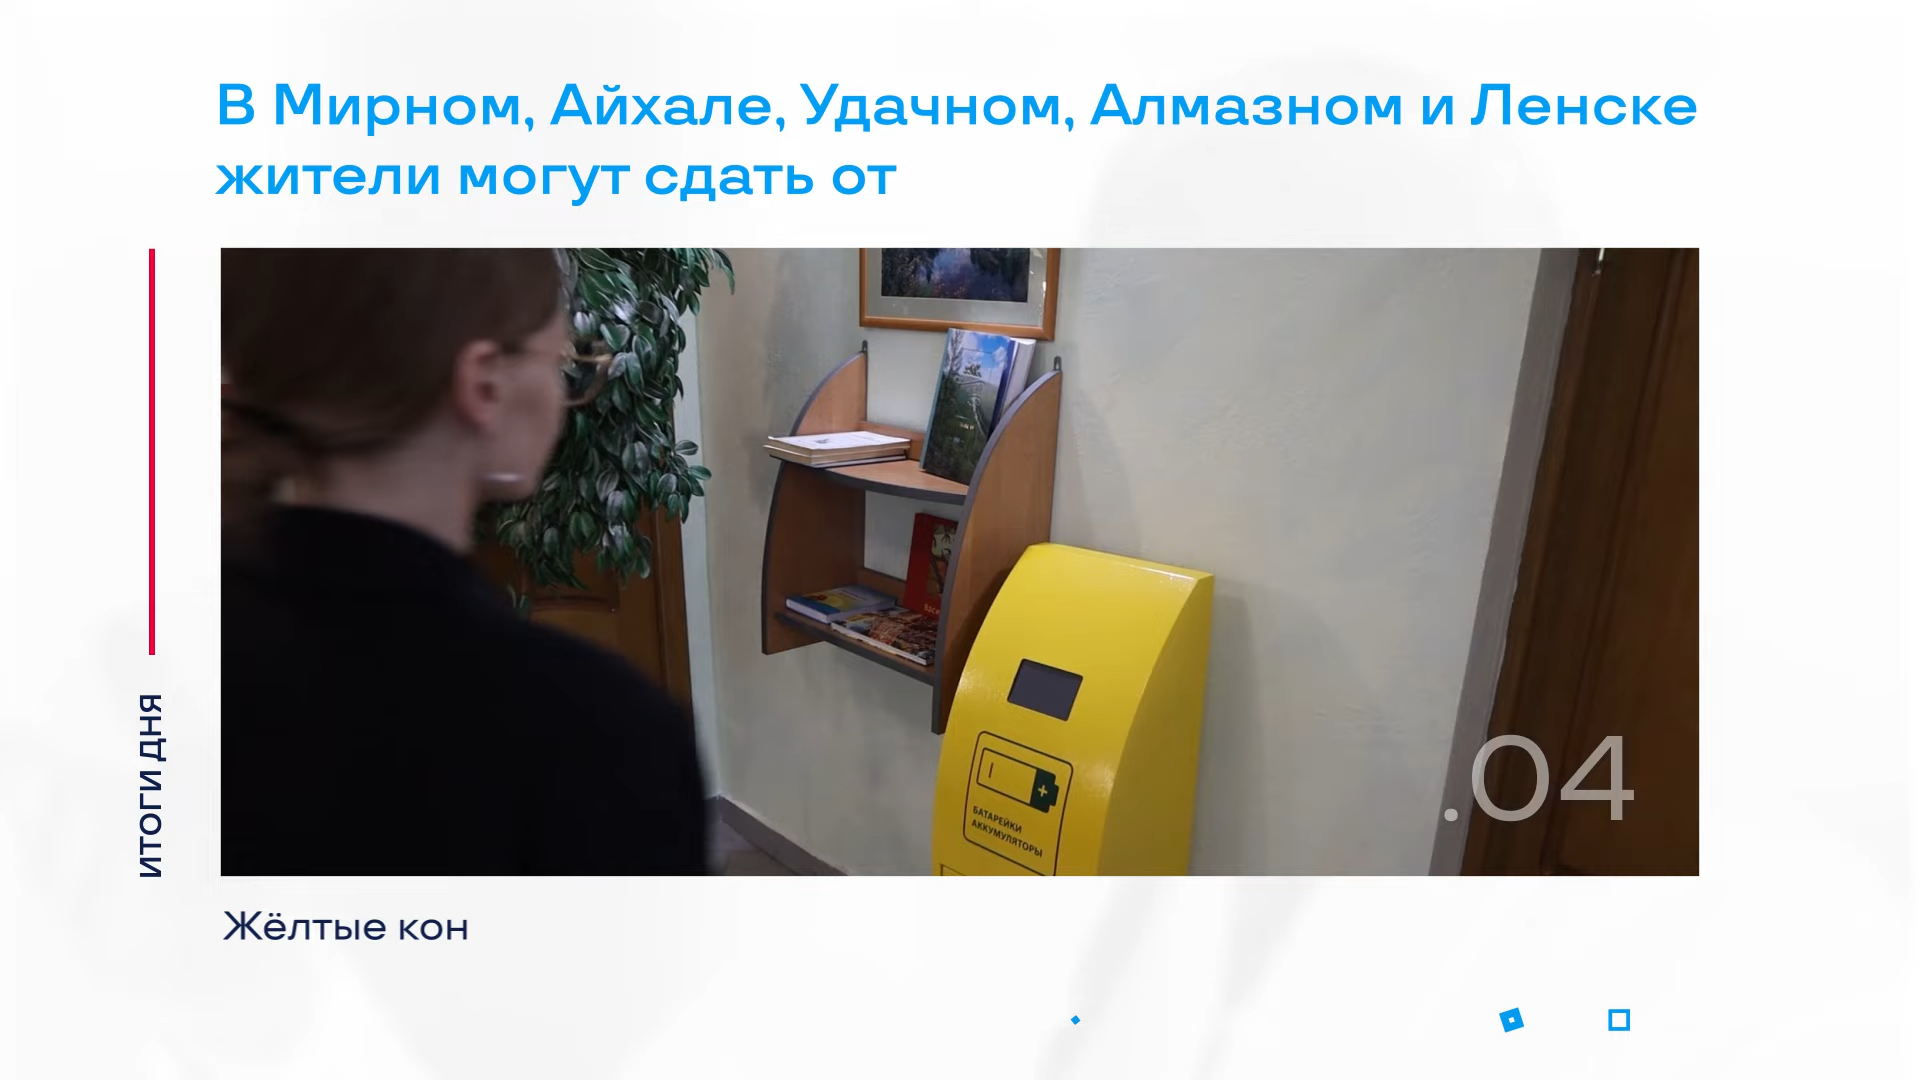 В Мирном, Айхале, Удачном, Алмазном и Ленске
жители могут сдать от
ИТОГИ ДНЯ
БАТАРЕЙКИ
АККУМУЛЯТОРЫ
.04
Жёлтые кон